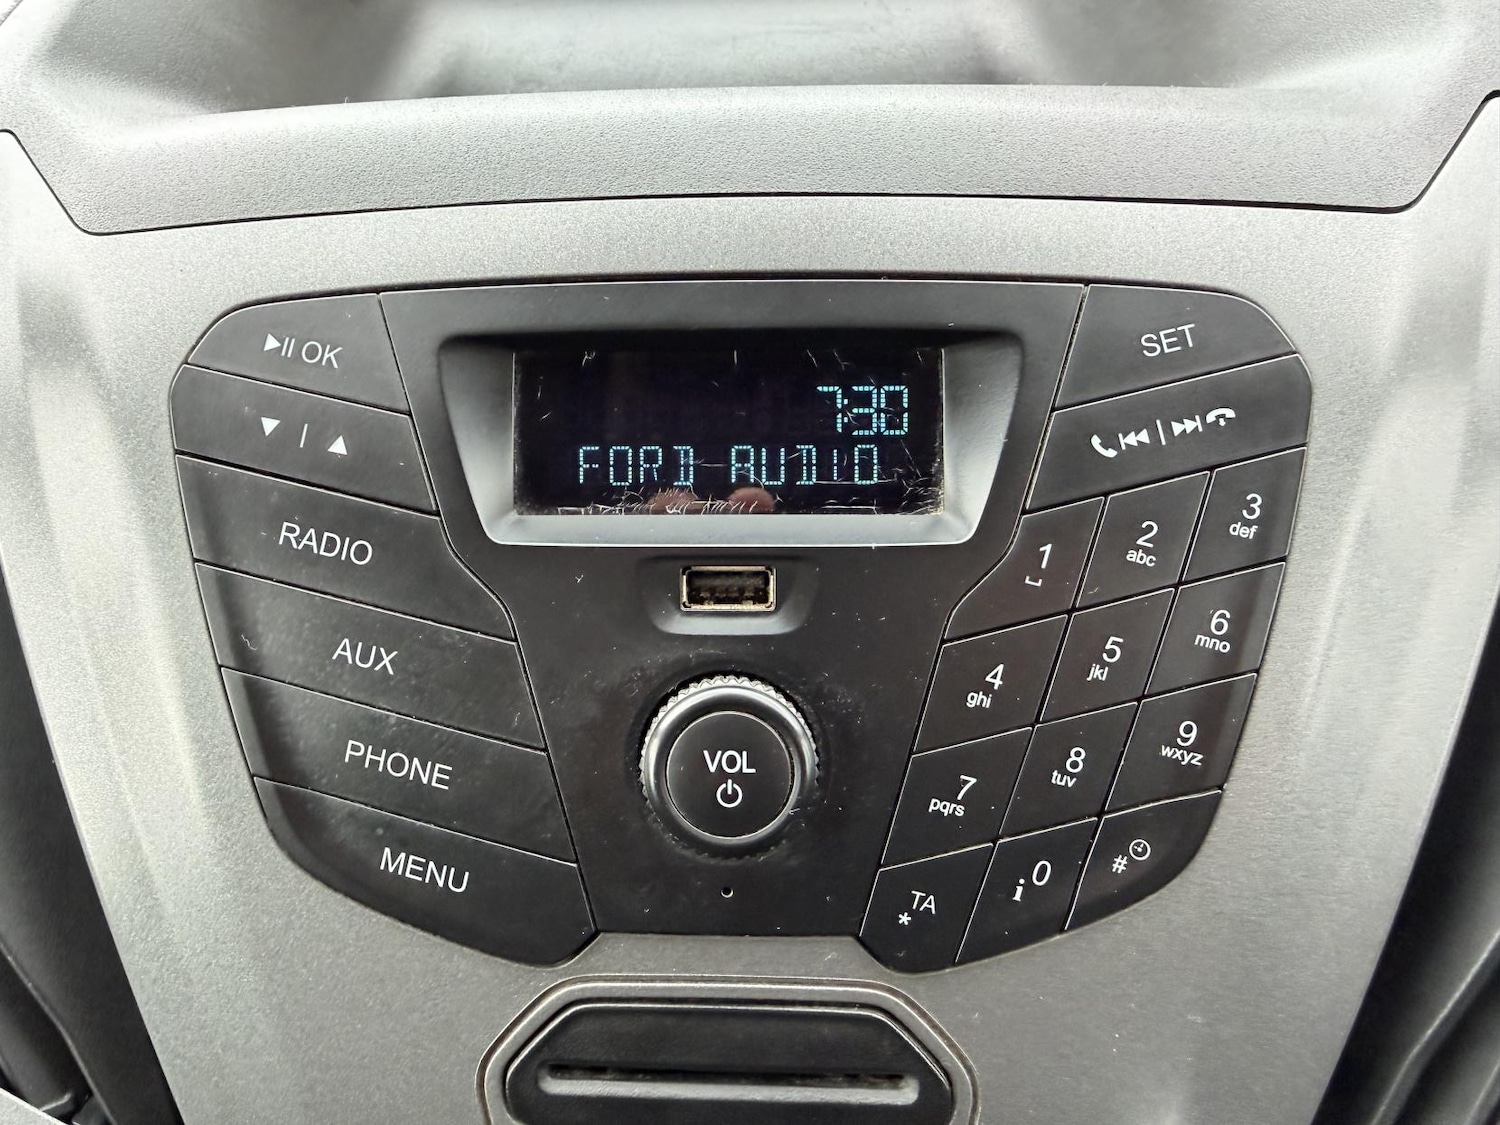 7:30
FORD AUDIO
OK
RADIO
AUX
PHONE
MENU
VOL
SET
1
2
abc
3
def
4
ghi
5
jkl
6
mno
7
pqrs
8
tuv
9
wxyz
* TA
i 0
#